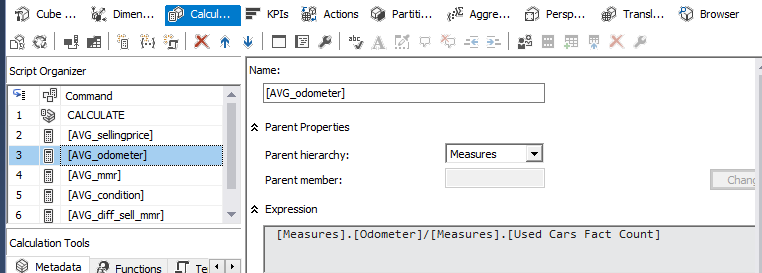 Cube ... Dimen... Calcul... KPIs Actions Partiti... Aggre... Persp... Transl... Browser
Script Organizer
Command
1 CALCULATE
2 [AVG_sellingprice]
3 [AVG_odometer]
4 [AVG_mmr]
5 [AVG_condition]
6 [AVG_diff_sell_mmr]
Calculation Tools
Metadata Functions Te
Name:
[AVG_odometer]
Parent Properties
Parent hierarchy: Measures
Parent member: Chang
Expression
[Measures].[Odometer]/[Measures].[Used Cars Fact Count]